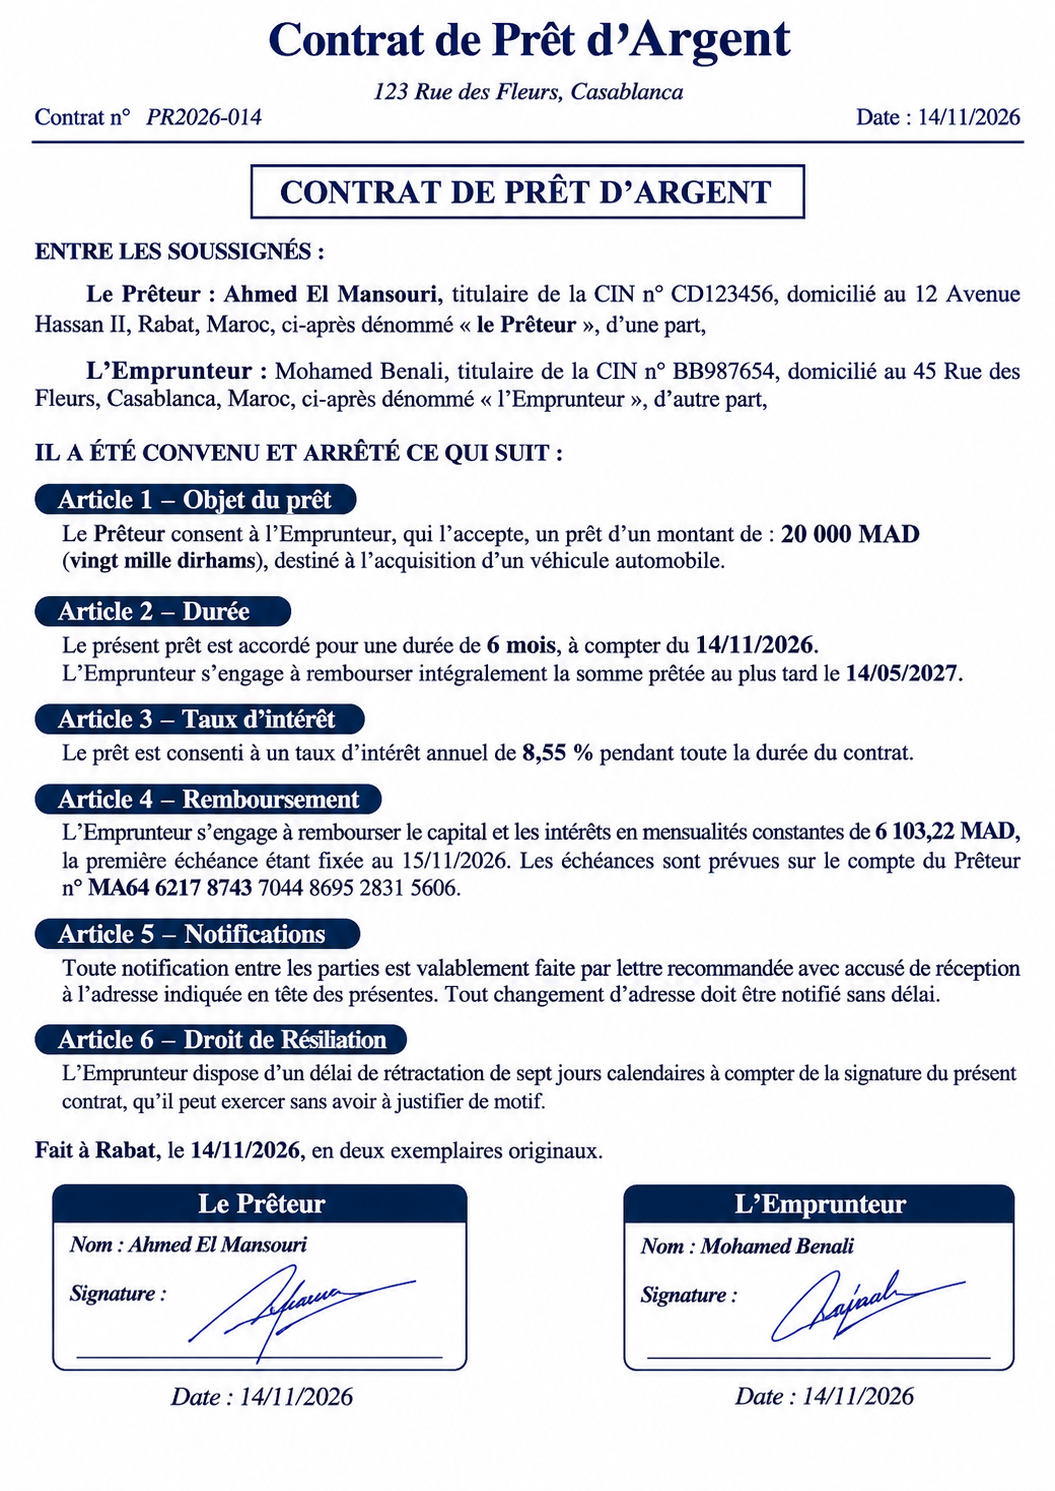 Contrat de Prêt d’Argent
123 Rue des Fleurs, Casablanca
Contrat n° PR2026-014
Date : 14/11/2026
CONTRAT DE PRÊT D’ARGENT
ENTRE LES SOUSSIGNÉS :
Le Prêteur : Ahmed El Mansouri, titulaire de la CIN n° CD123456, domicilié au 12 Avenue
Hassan II, Rabat, Maroc, ci-après dénommé « le Prêteur », d’une part,
L’Emprunteur : Mohamed Benali, titulaire de la CIN n° BB987654, domicilié au 45 Rue des
Fleurs, Casablanca, Maroc, ci-après dénommé « l’Emprunteur », d’autre part,
IL A ÉTÉ CONVENU ET ARRÊTÉ CE QUI SUIT :
Article 1 – Objet du prêt
Le Prêteur consent à l’Emprunteur, qui l’accepte, un prêt d’un montant de : 20 000 MAD
(vingt mille dirhams), destiné à l’acquisition d’un véhicule automobile.
Article 2 – Durée
Le présent prêt est accordé pour une durée de 6 mois, à compter du 14/11/2026.
L’Emprunteur s’engage à rembourser intégralement la somme prêtée au plus tard le 14/05/2027.
Article 3 – Taux d’intérêt
Le prêt est consenti à un taux d’intérêt annuel de 8,55 % pendant toute la durée du contrat.
Article 4 – Remboursement
L’Emprunteur s’engage à rembourser le capital et les intérêts en mensualités constantes de 6 103,22 MAD,
la première échéance étant fixée au 15/11/2026. Les échéances sont prévues sur le compte du Prêteur
n° MA64 6217 8743 7044 8695 2831 5606.
Article 5 – Notifications
Toute notification entre les parties est valablement faite par lettre recommandée avec accusé de réception
à l’adresse indiquée en tête des présentes. Tout changement d’adresse doit être notifié sans délai.
Article 6 – Droit de Résiliation
L’Emprunteur dispose d’un délai de rétractation de sept jours calendaires à compter de la signature du présent
contrat, qu’il peut exercer sans avoir à justifier de motif.
Fait à Rabat, le 14/11/2026, en deux exemplaires originaux.
Le Prêteur
Nom : Ahmed El Mansouri
Signature :
Date : 14/11/2026
L’Emprunteur
Nom : Mohamed Benali
Signature :
Date : 14/11/2026